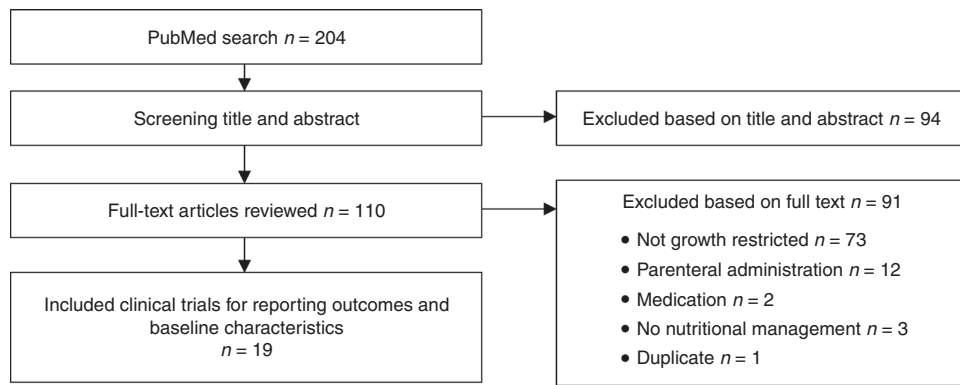 PubMed search n = 204
Screening title and abstract
Excluded based on title and abstract n = 94
Full-text articles reviewed n = 110
Excluded based on full text n = 91
• Not growth restricted n = 73
• Parenteral administration n = 12
• Medication n = 2
• No nutritional management n = 3
• Duplicate n = 1
Included clinical trials for reporting outcomes and
baseline characteristics
n = 19